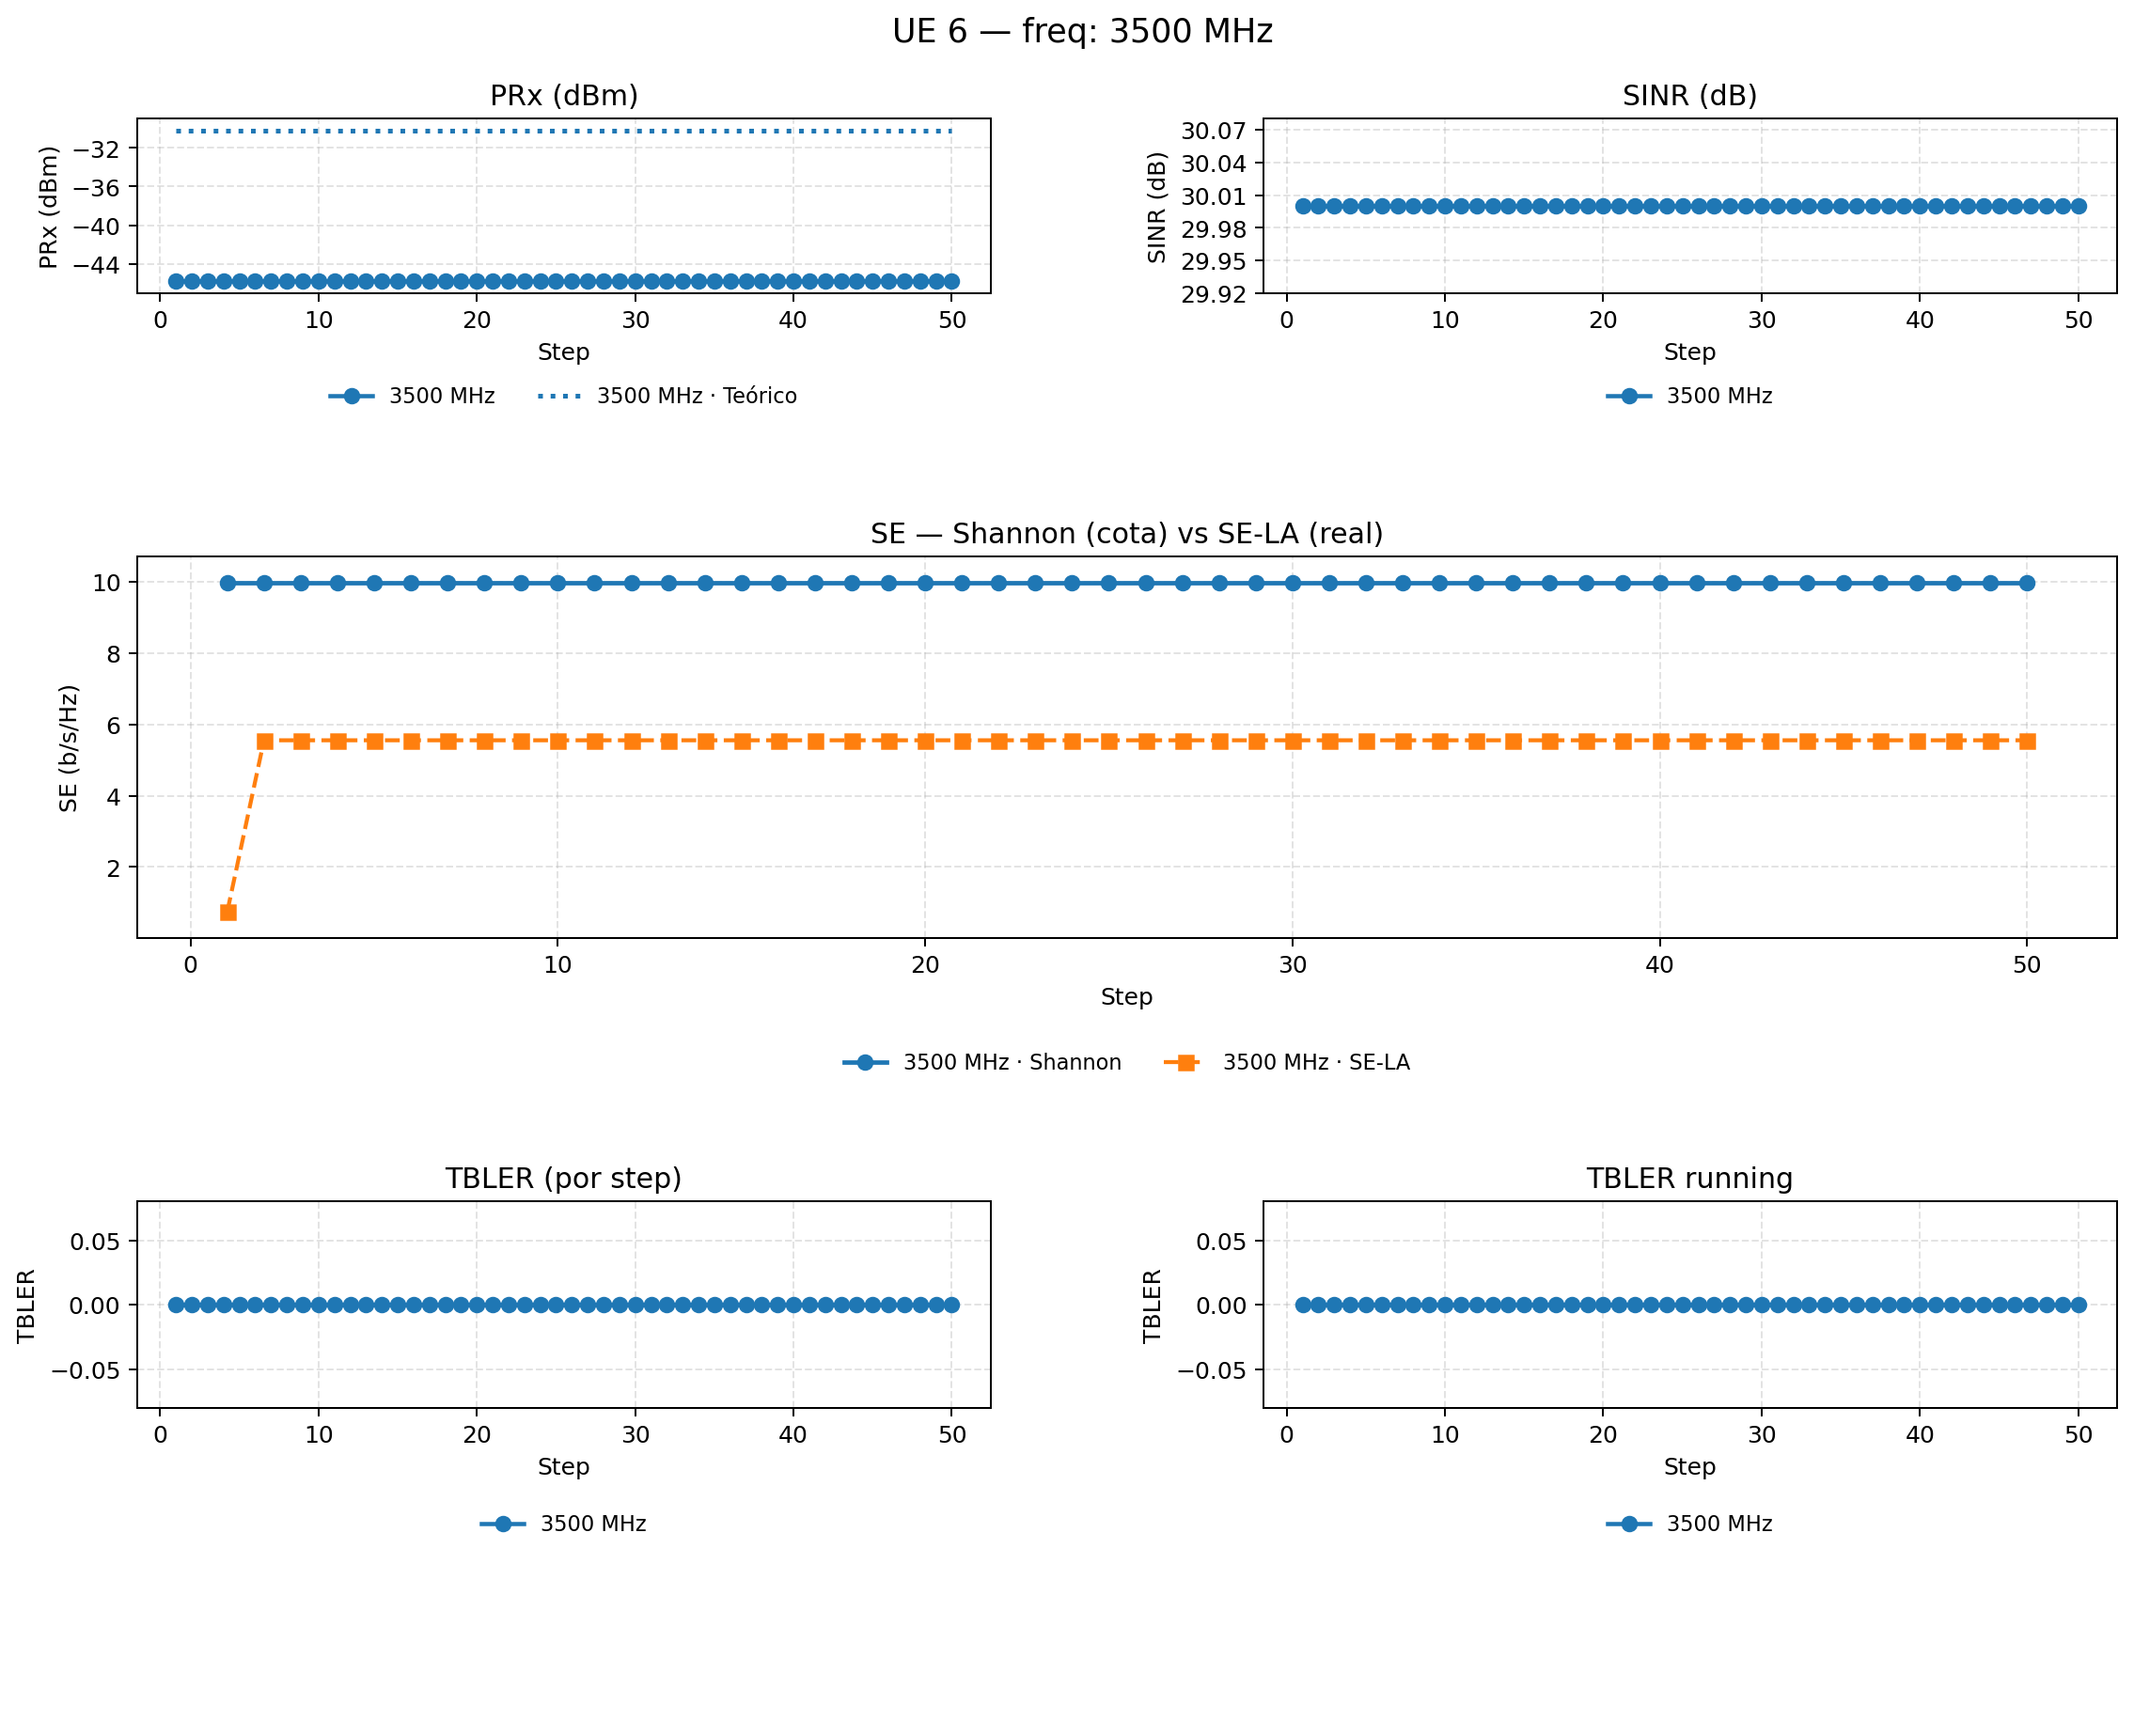 UE 6 — freq: 3500 MHz
PRx (dBm)
PRx (dBm)
−32
−36
−40
−44
0 10 20 30 40 50
Step
3500 MHz 3500 MHz · Teórico
SINR (dB)
SINR (dB)
30.07
30.04
30.01
29.98
29.95
29.92
0 10 20 30 40 50
Step
3500 MHz
SE — Shannon (cota) vs SE-LA (real)
SE (b/s/Hz)
10
8
6
4
2
0 10 20 30 40 50
Step
3500 MHz · Shannon 3500 MHz · SE-LA
TBLER (por step)
TBLER
0.05
0.00
−0.05
0 10 20 30 40 50
Step
3500 MHz
TBLER running
TBLER
0.05
0.00
−0.05
0 10 20 30 40 50
Step
3500 MHz